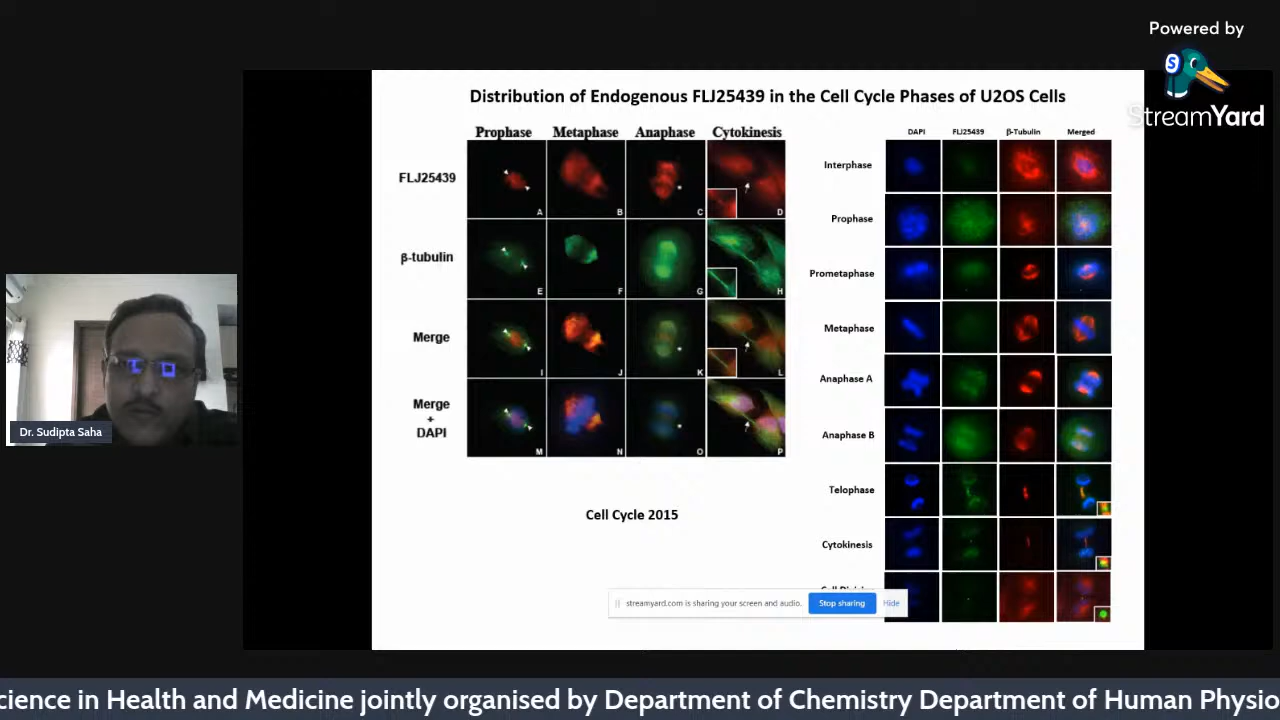 Powered by
S
StreamYard
Distribution of Endogenous FLJ25439 in the Cell Cycle Phases of U2OS Cells
Prophase Metaphase Anaphase Cytokinesis
FLJ25439
A B C D
β-tubulin
E F G H
Merge
I J K L
Merge
+
DAPI
M N O P
Cell Cycle 2015
DAPI FLJ25439 β-Tubulin Merged
Interphase
Prophase
Prometaphase
Metaphase
Anaphase A
Anaphase B
Telophase
Cytokinesis
streamyard.com is sharing your screen and audio. Stop sharing Hide
Dr. Sudipta Saha
cience in Health and Medicine jointly organised by Department of Chemistry Department of Human Physio